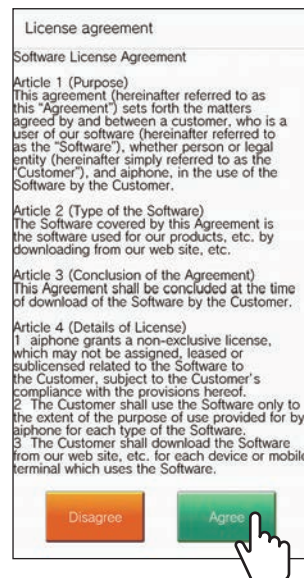 License agreement
Software License Agreement
Article 1 (Purpose)
This agreement (hereinafter referred to as
this "Agreement") sets forth the matters
agreed by and between a customer, who is a
user of our software (hereinafter referred to
as the "Software"), whether person or legal
entity (hereinafter simply referred to as the
"Customer"), and aiphone, in the use of the
Software by the Customer.
Article 2 (Type of the Software)
The Software covered by this Agreement is
the software used for our products, etc. by
downloading from our web site, etc.
Article 3 (Conclusion of the Agreement)
This Agreement shall be concluded at the time
of download of the Software by the Customer.
Article 4 (Details of License)
1 aiphone grants a non-exclusive license,
which may not be assigned, leased or
sublicensed related to the Software to
the Customer, subject to the Customer's
compliance with the provisions hereof.
2 The Customer shall use the Software only to
the extent of the purpose of use provided for by
aiphone for each type of the Software.
3 The Customer shall download the Software
from our web site, etc. for each device or mobile
terminal which uses the Software.
Disagree
Agree